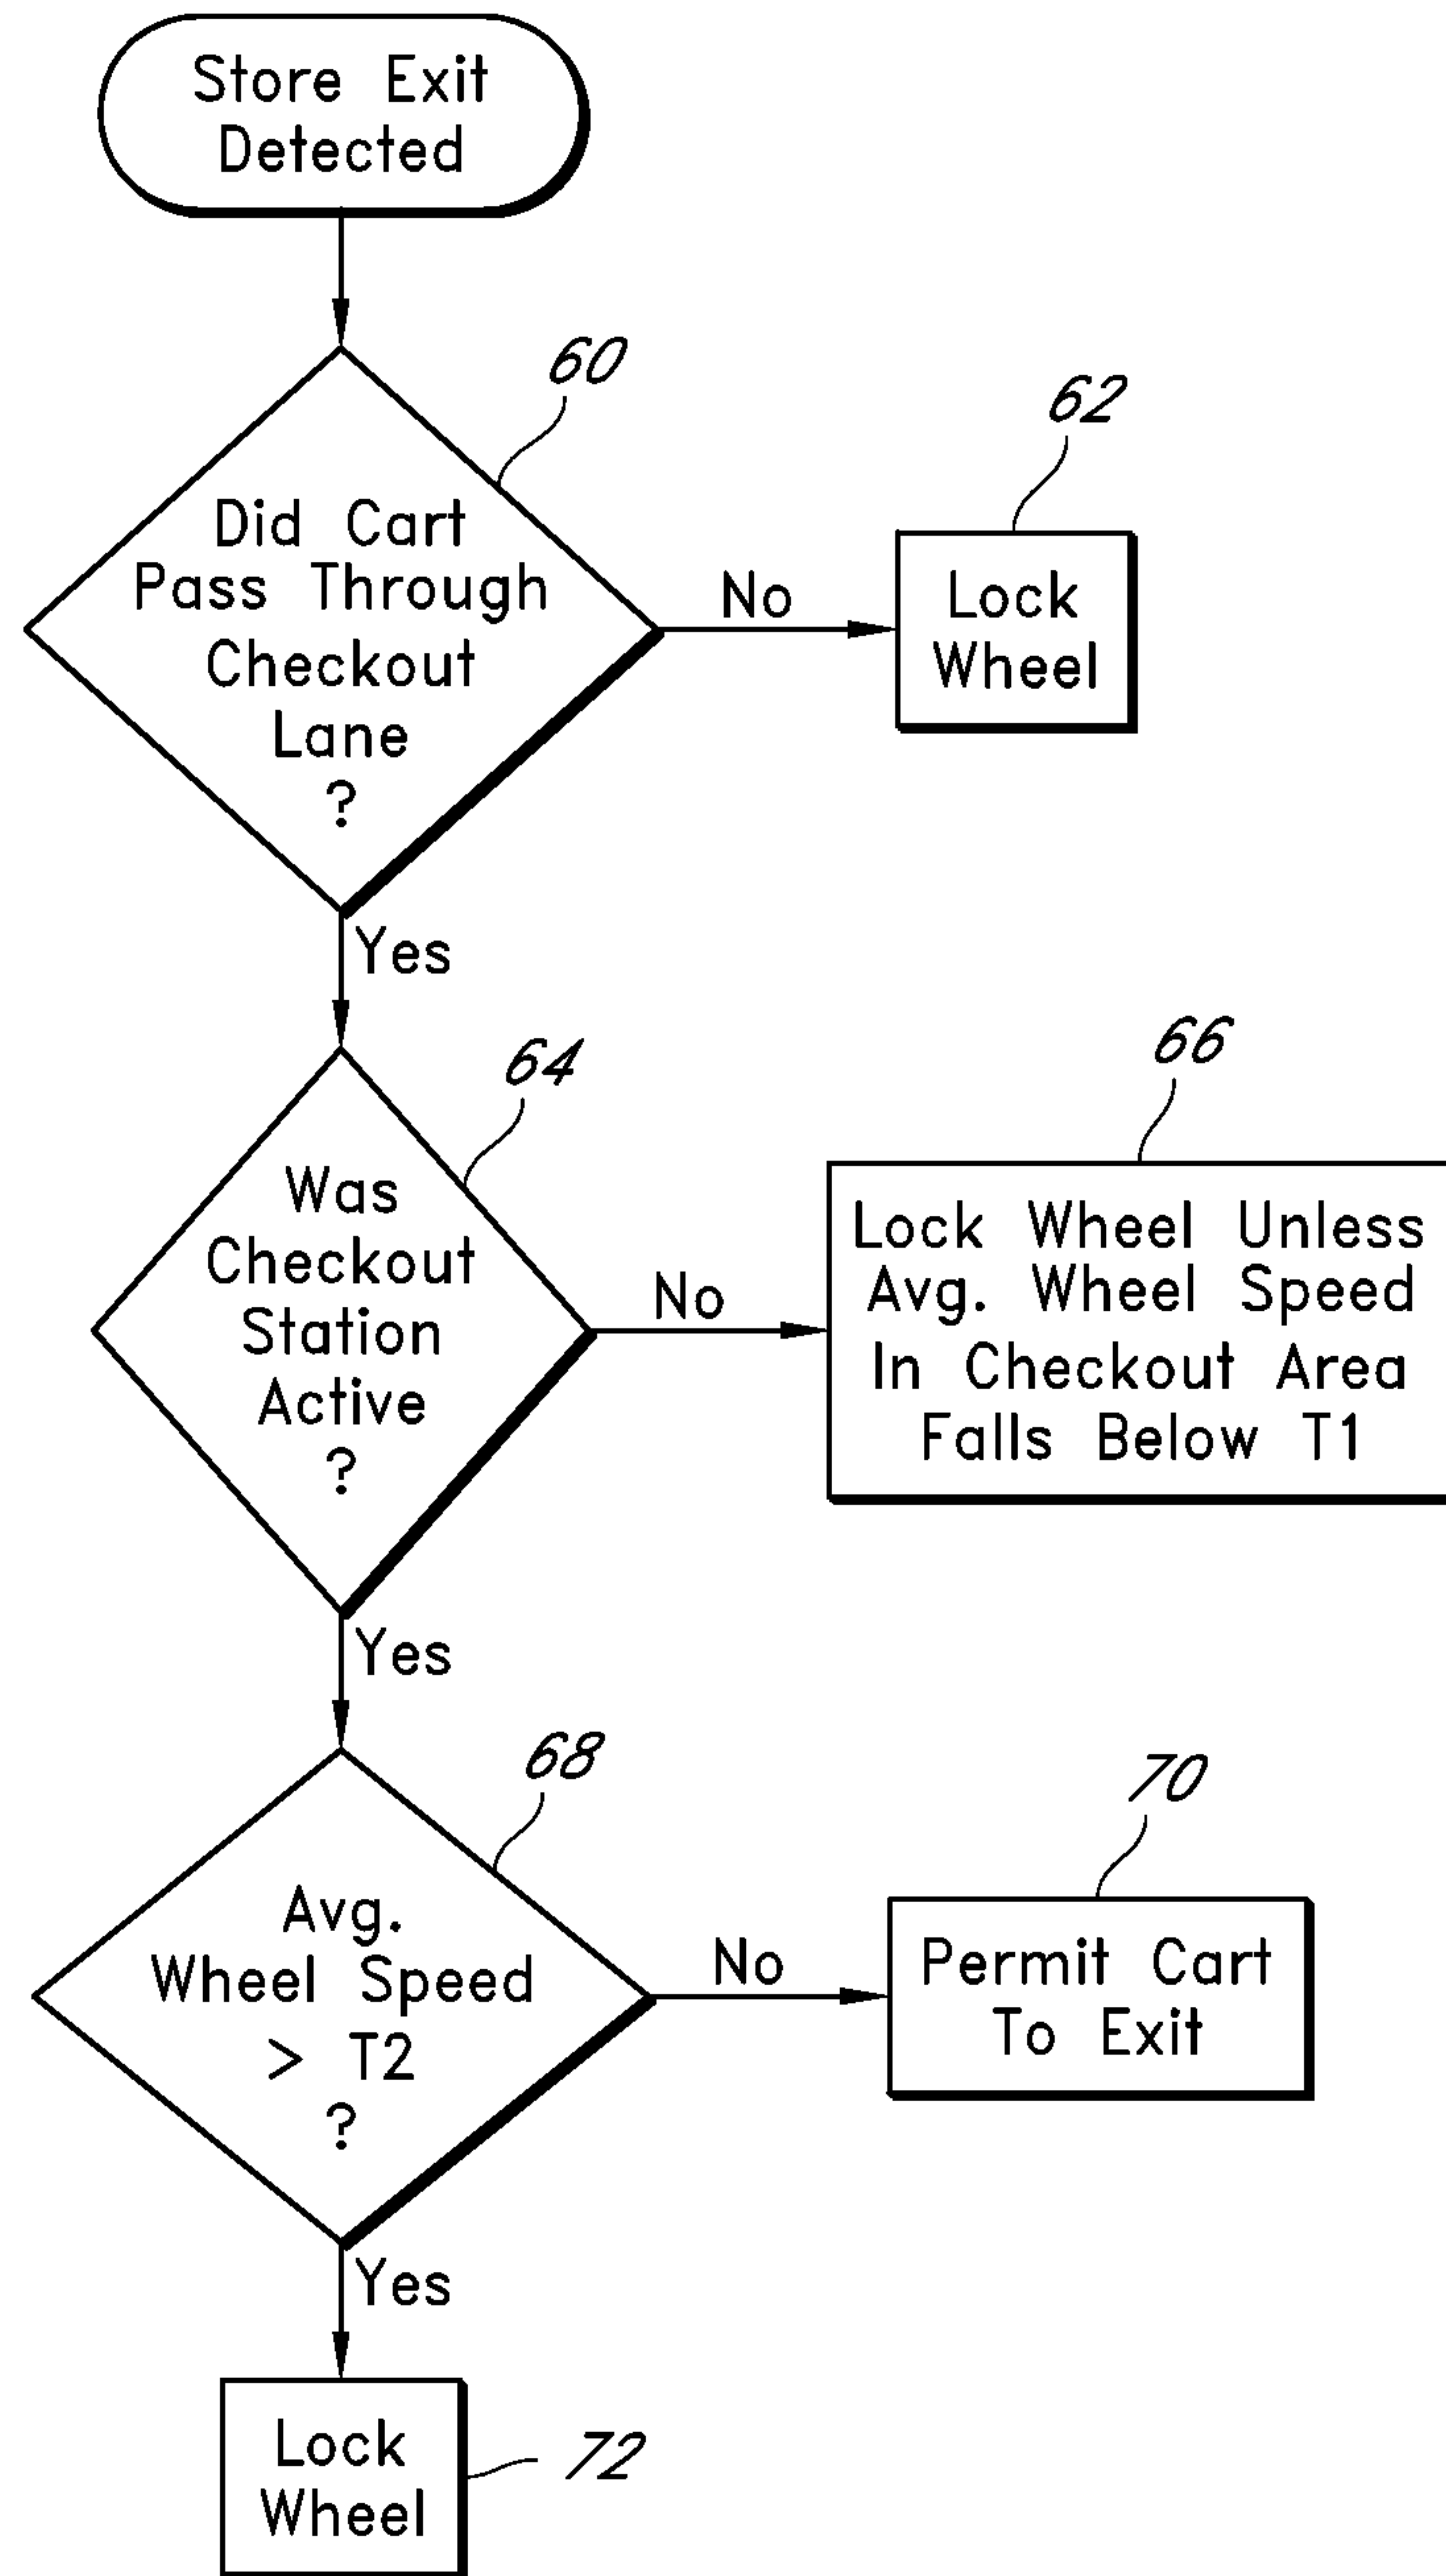 Store Exit
Detected
60
Did Cart
Pass Through
Checkout
Lane
?
No
62
Lock
Wheel
Yes
64
Was
Checkout
Station
Active
?
No
66
Lock Wheel Unless
Avg. Wheel Speed
In Checkout Area
Falls Below T1
Yes
68
Avg.
Wheel Speed
> T2
?
No
70
Permit Cart
To Exit
Yes
Lock
Wheel
72